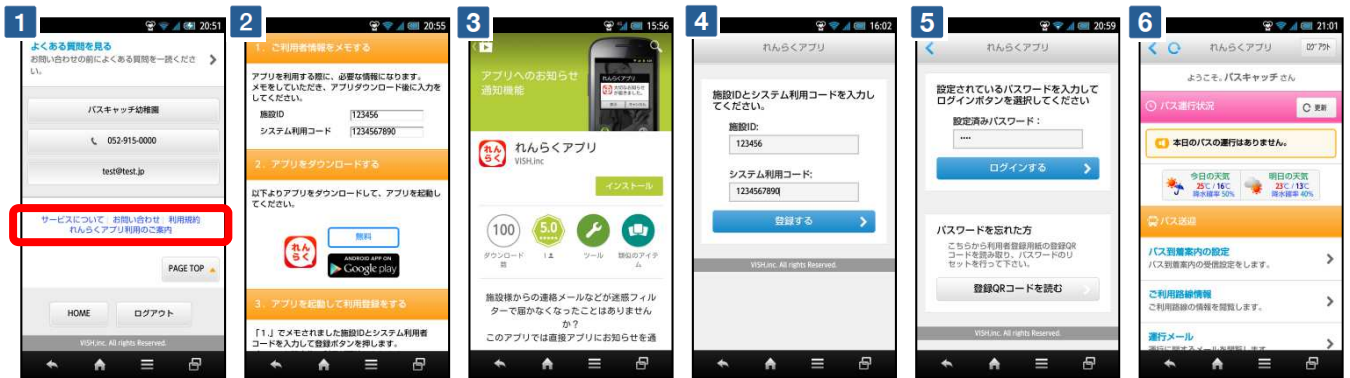 1
20:51
よくある質問を見る
お問い合わせの前によくある質問を一読くださ
い。
バスキャッチ幼稚園
052-915-0000
test@test.jp
サービスについて | お問い合わせ | 利用規約
れんらくアプリ利用のご案内
PAGE TOP
HOME
ログアウト
VISH,inc. All rights Reserved.
2
20:55
1．ご利用者情報をメモする
アプリを利用する際に、必要な情報になります。
メモをしていただき、アプリダウンロード後に入力を
してください。
施設ID
123456
システム利用コード
1234567890
2．アプリをダウンロードする
以下よりアプリをダウンロードして、アプリを起動し
てください。
れん
らく
無料
ANDROID APP ON
Google play
3．アプリを起動して利用登録をする
「1.」でメモされました施設IDとシステム利用者
コードを入力して登録ボタンを押します。
3
15:56
アプリへのお知らせ
通知機能
れんらくアプリ
れん
らく
れんらくアプリ
VISH,inc
インストール
100
5.0
ダウンロード
数
1
ツール
類似のアイテ
ム
施設様からの連絡メールなどが迷惑フィル
ターで届かなくなったことはありません
か？
このアプリでは直接アプリにお知らせを通
4
16:02
れんらくアプリ
施設IDとシステム利用コードを入力し
てください。
施設ID:
123456
システム利用コード:
1234567890
登録する
VISH,inc. All rights Reserved.
5
20:59
れんらくアプリ
設定されているパスワードを入力して
ログインボタンを選択してください
設定済みパスワード：
ログインする
パスワードを忘れた方
こちらから利用者登録用紙の登録QR
コードを読み取り、パスワードのリ
セットを行って下さい。
登録QRコードを読む
VISH,inc. All rights Reserved.
6
21:01
れんらくアプリ
ﾛｸﾞｱｳﾄ
ようこそ。バスキャッチ さん
バス運行状況
更新
本日のバスの運行はありません。
今日の天気
25℃ / 16℃
降水確率 50%
明日の天気
23℃ / 13℃
降水確率 40%
バス送迎
バス到着案内の設定
バス到着案内の受信設定をします。
ご利用路線情報
ご利用路線の情報を閲覧します。
運行メール
運行に関するメールを閲覧します